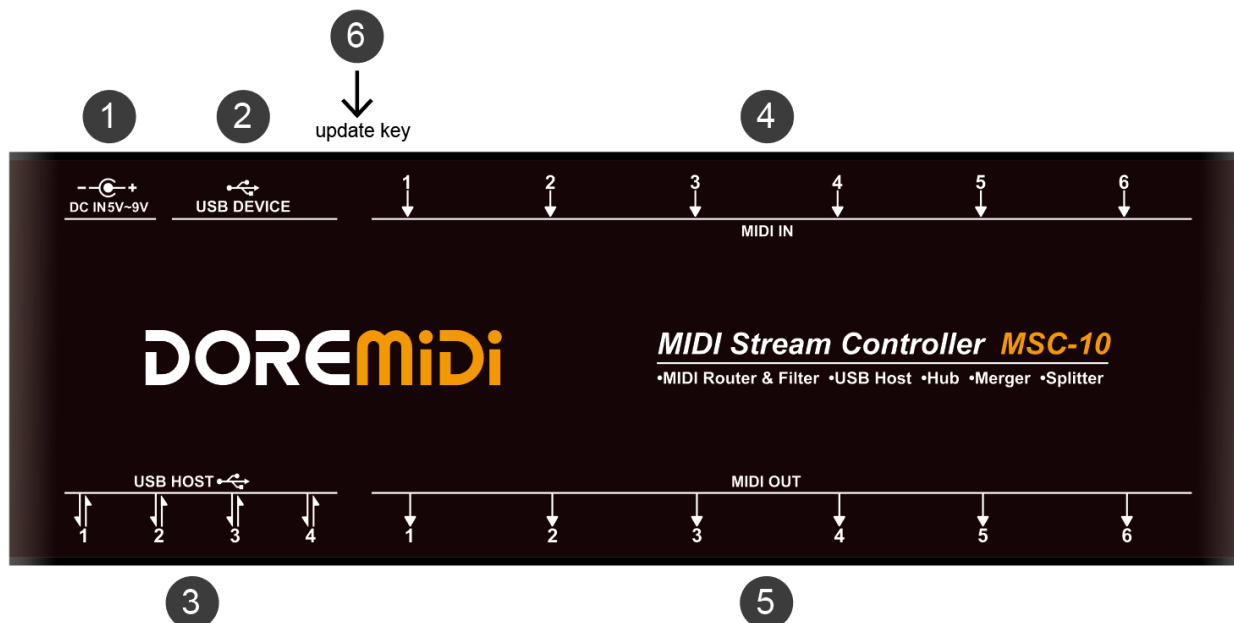 6
1
2
4
update key
- +
DC IN5V~9V
USB DEVICE
1 2 3 4 5 6
MIDI IN
DOREMiDi
MIDI Stream Controller MSC-10
•MIDI Router & Filter •USB Host •Hub •Merger •Splitter
USB HOST
MIDI OUT
1 2 3 4
1 2 3 4 5 6
3
5